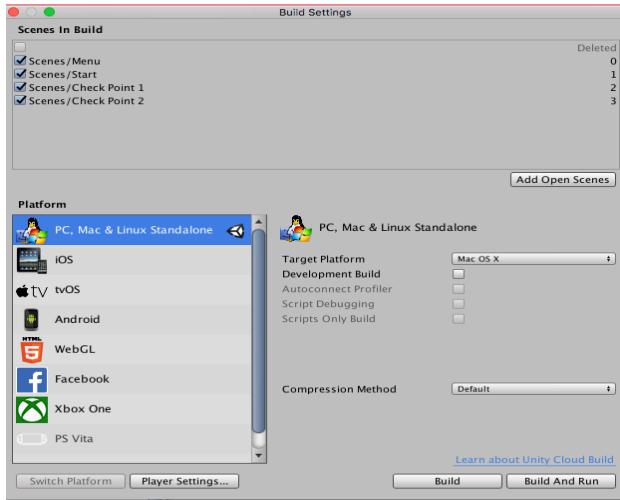 Build Settings
Scenes In Build
Deleted
Scenes/Menu 0
Scenes/Start 1
Scenes/Check Point 1 2
Scenes/Check Point 2 3
Add Open Scenes
Platform
PC, Mac & Linux Standalone
iOS
tv tvOS
Android
HTML 5 WebGL
f Facebook
Xbox One
PS Vita
PC, Mac & Linux Standalone
Target Platform Mac OS X
Development Build
Autoconnect Profiler
Script Debugging
Scripts Only Build
Compression Method Default
Learn about Unity Cloud Build
Switch Platform Player Settings... Build Build And Run